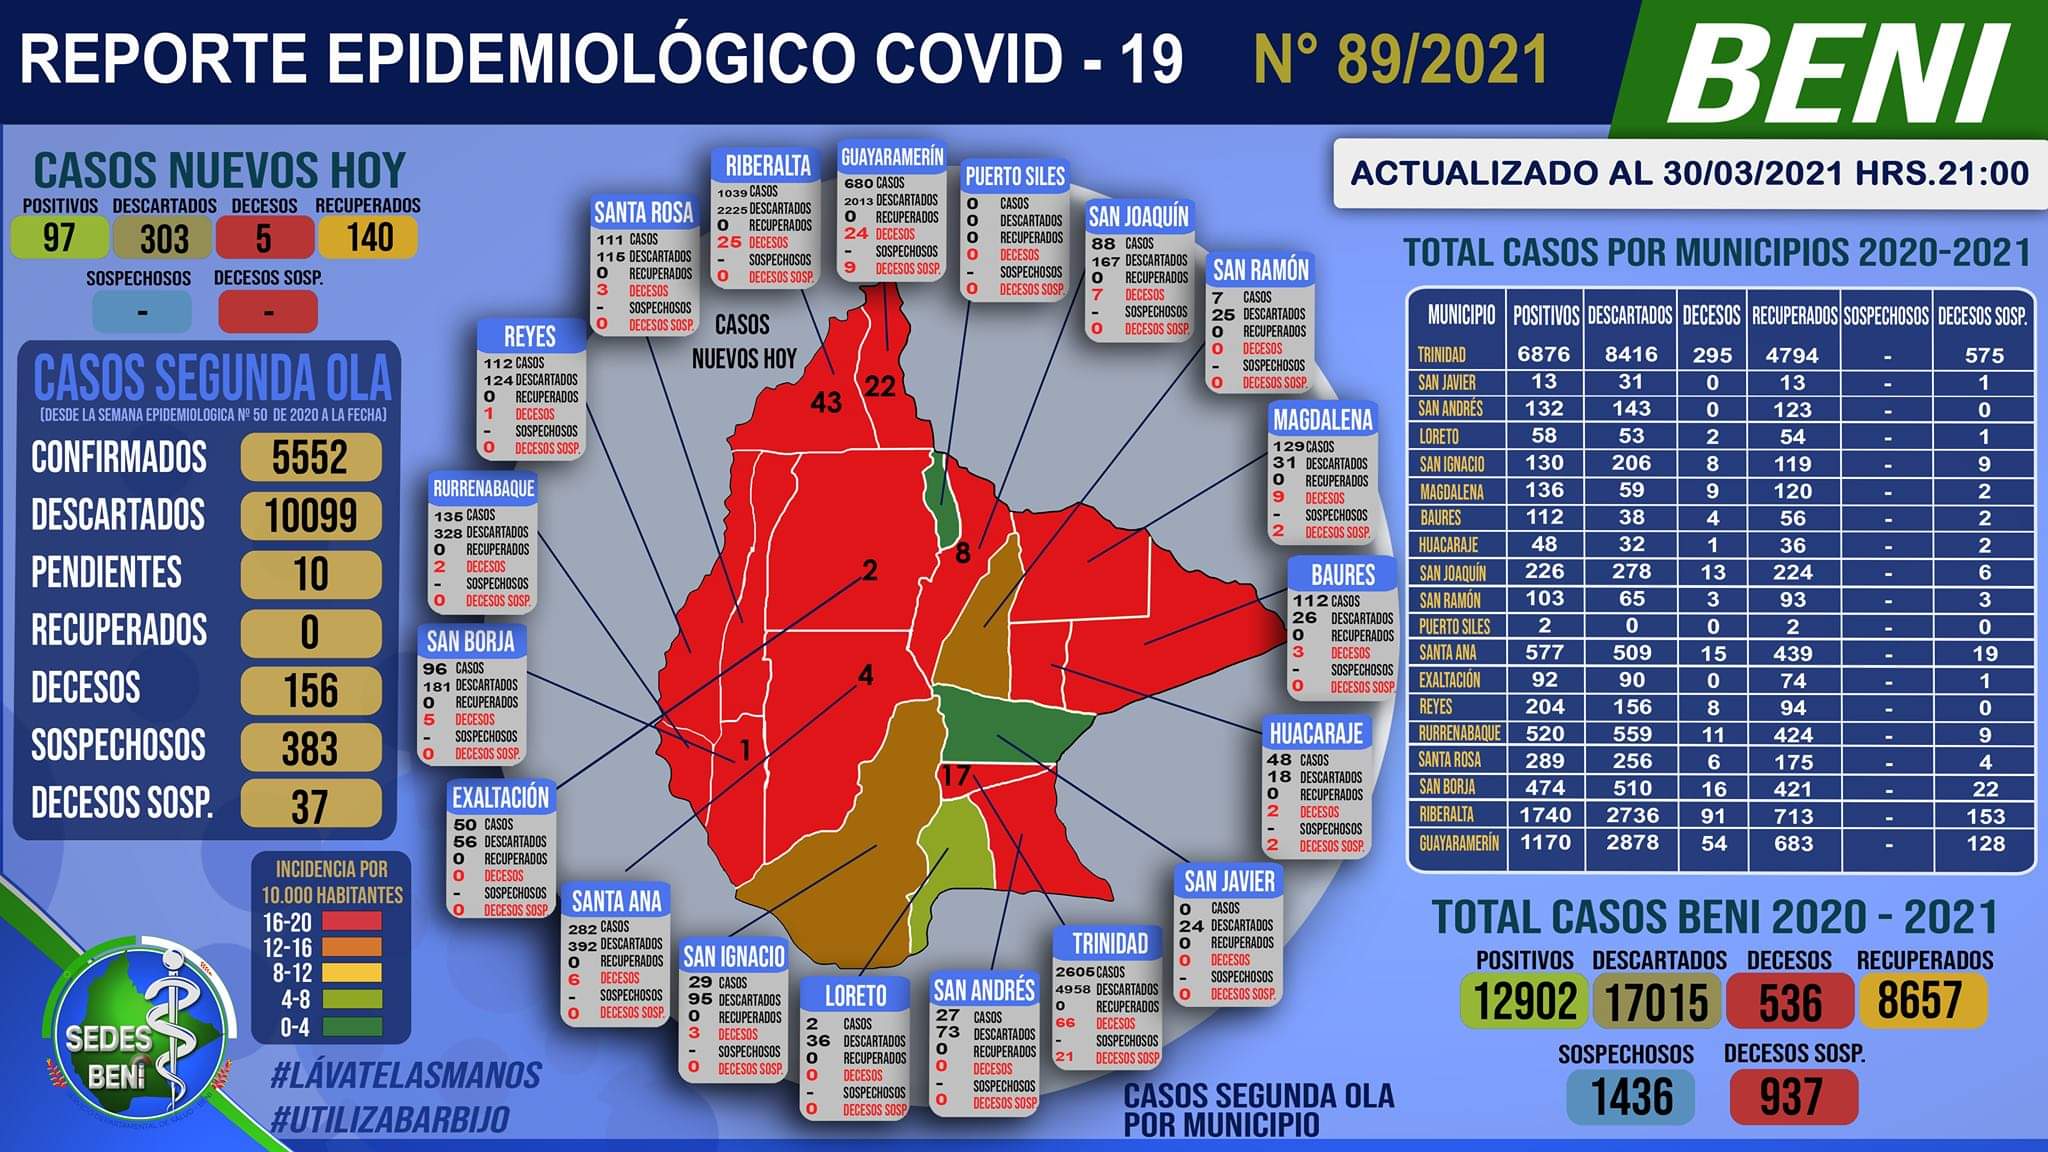 REPORTE EPIDEMIOLÓGICO COVID - 19 N° 89/2021
BENI
ACTUALIZADO AL 30/03/2021 HRS.21:00
CASOS NUEVOS HOY
POSITIVOS DESCARTADOS DECESOS RECUPERADOS
97 303 5 140
SOSPECHOSOS DECESOS SOSP.
- -
CASOS SEGUNDA OLA
(DESDE LA SEMANA EPIDEMIOLOGICA Nº 50 DE 2020 A LA FECHA)
CONFIRMADOS 5552
DESCARTADOS 10099
PENDIENTES 10
RECUPERADOS 0
DECESOS 156
SOSPECHOSOS 383
DECESOS SOSP. 37
INCIDENCIA POR
10.000 HABITANTES
16-20
12-16
8-12
4-8
0-4
SEDES
BENI
#LÁVATELASMANOS
#UTILIZABARBIJO
CASOS
NUEVOS HOY
43
22
2
8
4
1
17
RIBERALTA
1039 CASOS
2225 DESCARTADOS
0 RECUPERADOS
25 DECESOS
- SOSPECHOSOS
0 DECESOS SOSP.
GUAYARAMERÍN
680 CASOS
2013 DESCARTADOS
0 RECUPERADOS
24 DECESOS
- SOSPECHOSOS
9 DECESOS SOSP.
PUERTO SILES
0 CASOS
0 DESCARTADOS
0 RECUPERADOS
0 DECESOS
- SOSPECHOSOS
0 DECESOS SOSP.
SAN JOAQUÍN
88 CASOS
167 DESCARTADOS
0 RECUPERADOS
7 DECESOS
- SOSPECHOSOS
0 DECESOS SOSP.
SAN RAMÓN
7 CASOS
25 DESCARTADOS
0 RECUPERADOS
0 DECESOS
- SOSPECHOSOS
0 DECESOS SOSP.
MAGDALENA
129 CASOS
31 DESCARTADOS
0 RECUPERADOS
9 DECESOS
- SOSPECHOSOS
2 DECESOS SOSP.
BAURES
112 CASOS
26 DESCARTADOS
0 RECUPERADOS
3 DECESOS
- SOSPECHOSOS
0 DECESOS SOSP.
HUACARAJE
48 CASOS
18 DESCARTADOS
0 RECUPERADOS
2 DECESOS
- SOSPECHOSOS
2 DECESOS SOSP.
SAN JAVIER
0 CASOS
24 DESCARTADOS
0 RECUPERADOS
0 DECESOS
- SOSPECHOSOS
0 DECESOS SOSP.
TRINIDAD
2605 CASOS
4958 DESCARTADOS
0 RECUPERADOS
66 DECESOS
- SOSPECHOSOS
21 DECESOS SOSP
SAN ANDRÉS
27 CASOS
73 DESCARTADOS
0 RECUPERADOS
0 DECESOS
- SOSPECHOSOS
0 DECESOS SOSP.
LORETO
2 CASOS
36 DESCARTADOS
0 RECUPERADOS
0 DECESOS
- SOSPECHOSOS
0 DECESOS SOSP
SAN IGNACIO
29 CASOS
95 DESCARTADOS
0 RECUPERADOS
3 DECESOS
- SOSPECHOSOS
0 DECESOS SOSP.
SANTA ANA
282 CASOS
392 DESCARTADOS
0 RECUPERADOS
6 DECESOS
- SOSPECHOSOS
0 DECESOS SOSP.
EXALTACIÓN
50 CASOS
56 DESCARTADOS
0 RECUPERADOS
0 DECESOS
- SOSPECHOSOS
0 DECESOS SOSP.
SAN BORJA
96 CASOS
181 DESCARTADOS
0 RECUPERADOS
5 DECESOS
- SOSPECHOSOS
0 DECESOS SOSP.
RURRENABAQUE
135 CASOS
328 DESCARTADOS
0 RECUPERADOS
2 DECESOS
- SOSPECHOSOS
0 DECESOS SOSP.
REYES
112 CASOS
124 DESCARTADOS
0 RECUPERADOS
1 DECESOS
- SOSPECHOSOS
0 DECESOS SOSP.
SANTA ROSA
111 CASOS
115 DESCARTADOS
0 RECUPERADOS
3 DECESOS
- SOSPECHOSOS
0 DECESOS SOSP.
CASOS SEGUNDA OLA
POR MUNICIPIO
TOTAL CASOS POR MUNICIPIOS 2020-2021
MUNICIPIO POSITIVOS DESCARTADOS DECESOS RECUPERADOS SOSPECHOSOS DECESOS SOSP.
TRINIDAD 6876 8416 295 4794 - 575
SAN JAVIER 13 31 0 13 - 1
SAN ANDRÉS 132 143 0 123 - 0
LORETO 58 53 2 54 - 1
SAN IGNACIO 130 206 8 119 - 9
MAGDALENA 136 59 9 120 - 2
BAURES 112 38 4 56 - 2
HUACARAJE 48 32 1 36 - 2
SAN JOAQUÍN 226 278 13 224 - 6
SAN RAMÓN 103 65 3 93 - 3
PUERTO SILES 2 0 0 2 - 0
SANTA ANA 577 509 15 439 - 19
EXALTACIÓN 92 90 0 74 - 1
REYES 204 156 8 94 - 0
RURRENABAQUE 520 559 11 424 - 9
SANTA ROSA 289 256 6 175 - 4
SAN BORJA 474 510 16 421 - 22
RIBERALTA 1740 2736 91 713 - 153
GUAYARAMERÍN 1170 2878 54 683 - 128
TOTAL CASOS BENI 2020 - 2021
POSITIVOS DESCARTADOS DECESOS RECUPERADOS
12902 17015 536 8657
SOSPECHOSOS DECESOS SOSP.
1436 937